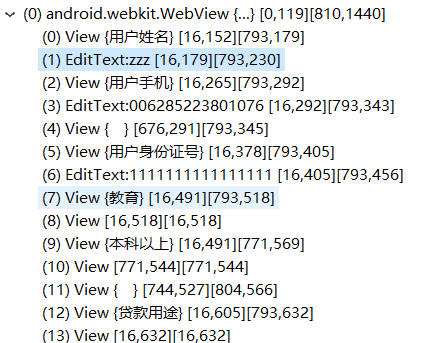 (0) android.webkit.WebView {...} [0,119][810,1440]
(0) View {用户姓名} [16,152][793,179]
(1) EditText:zzz [16,179][793,230]
(2) View {用户手机} [16,265][793,292]
(3) EditText:006285223801076 [16,292][793,343]
(4) View {    } [676,291][793,345]
(5) View {用户身份证号} [16,378][793,405]
(6) EditText:1111111111111111 [16,405][793,456]
(7) View {教育} [16,491][793,518]
(8) View [16,518][16,518]
(9) View {本科以上} [16,491][771,569]
(10) View [771,544][771,544]
(11) View {    } [744,527][804,566]
(12) View {贷款用途} [16,605][793,632]
(13) View [16,632][16,632]